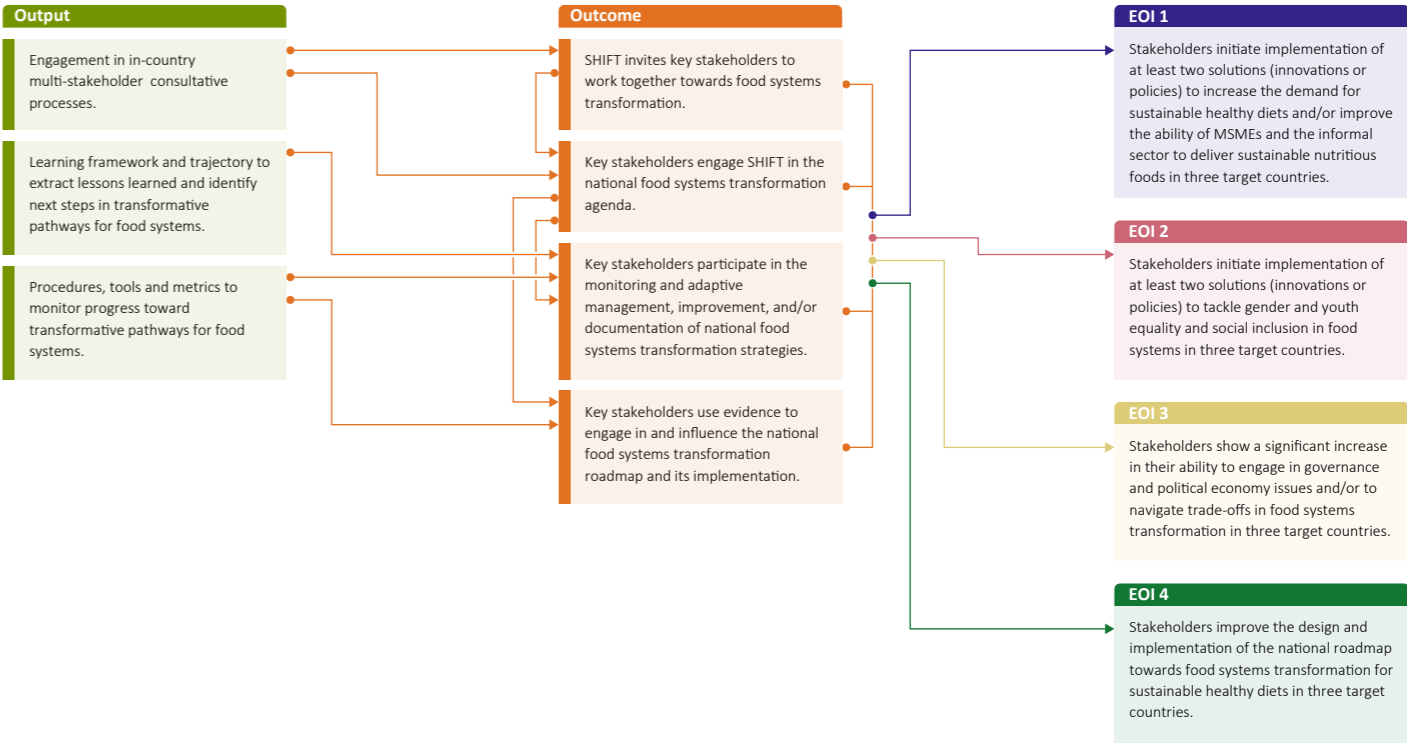 Output
Engagement in in-country
multi-stakeholder consultative
processes.
Learning framework and trajectory to
extract lessons learned and identify
next steps in transformative
pathways for food systems.
Procedures, tools and metrics to
monitor progress toward
transformative pathways for food
systems.
Outcome
SHIFT invites key stakeholders to
work together towards food systems
transformation.
Key stakeholders engage SHIFT in the
national food systems transformation
agenda.
Key stakeholders participate in the
monitoring and adaptive
management, improvement, and/or
documentation of national food
systems transformation strategies.
Key stakeholders use evidence to
engage in and influence the national
food systems transformation
roadmap and its implementation.
EOI 1
Stakeholders initiate implementation of
at least two solutions (innovations or
policies) to increase the demand for
sustainable healthy diets and/or improve
the ability of MSMEs and the informal
sector to deliver sustainable nutritious
foods in three target countries.
EOI 2
Stakeholders initiate implementation of
at least two solutions (innovations or
policies) to tackle gender and youth
equality and social inclusion in food
systems in three target countries.
EOI 3
Stakeholders show a significant increase
in their ability to engage in governance
and political economy issues and/or to
navigate trade-offs in food systems
transformation in three target countries.
EOI 4
Stakeholders improve the design and
implementation of the national roadmap
towards food systems transformation for
sustainable healthy diets in three target
countries.